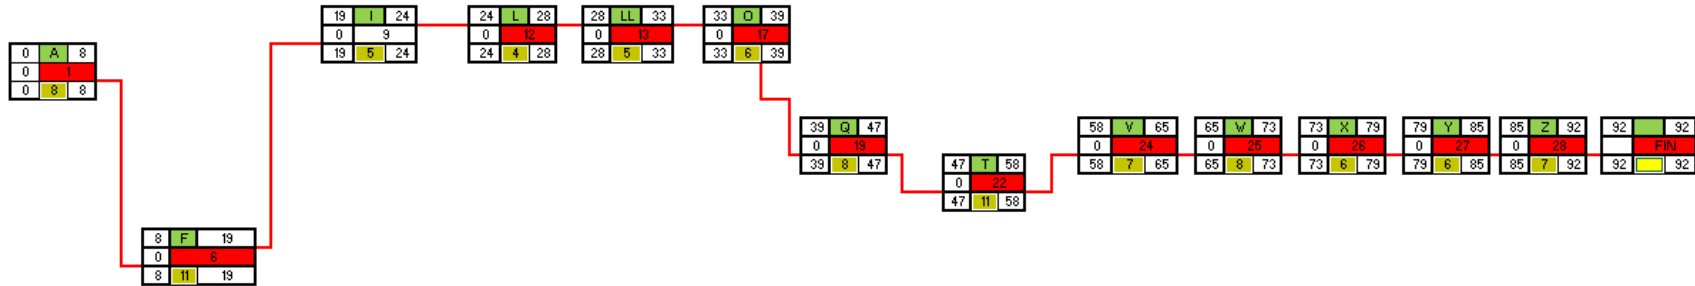 0 A 8
0 1
0 8 8
8 F 19
0 6
8 11 19
19 I 24
0 9
19 5 24
24 L 28
0 12
24 4 28
28 LL 33
0 13
28 5 33
33 O 39
0 17
33 6 39
39 Q 47
0 19
39 8 47
47 T 58
0 22
47 11 58
58 V 65
0 24
58 7 65
65 W 73
0 25
65 8 73
73 X 79
0 26
73 6 79
79 Y 85
0 27
79 6 85
85 Z 92
0 28
85 7 92
92 92
FIN
92 92